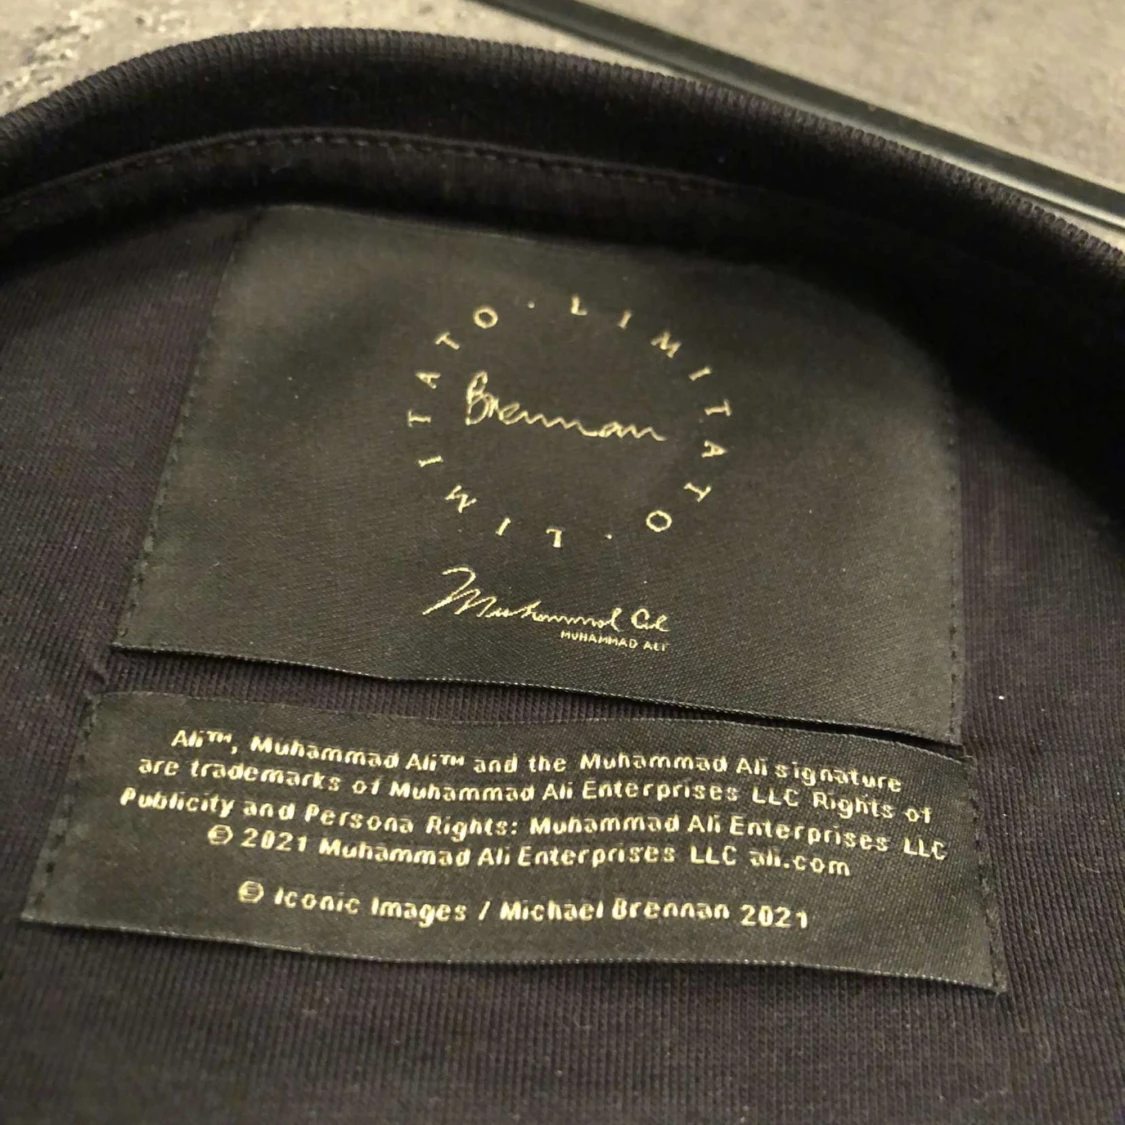 LIMITATO · LIMITATO ·
Brennan
Muhammad Ali
MUHAMMAD ALI
Ali™, Muhammad Ali™ and the Muhammad Ali signature
are trademarks of Muhammad Ali Enterprises LLC Rights of
Publicity and Persona Rights: Muhammad Ali Enterprises LLC
© 2021 Muhammad Ali Enterprises LLC ali.com
© Iconic Images / Michael Brennan 2021